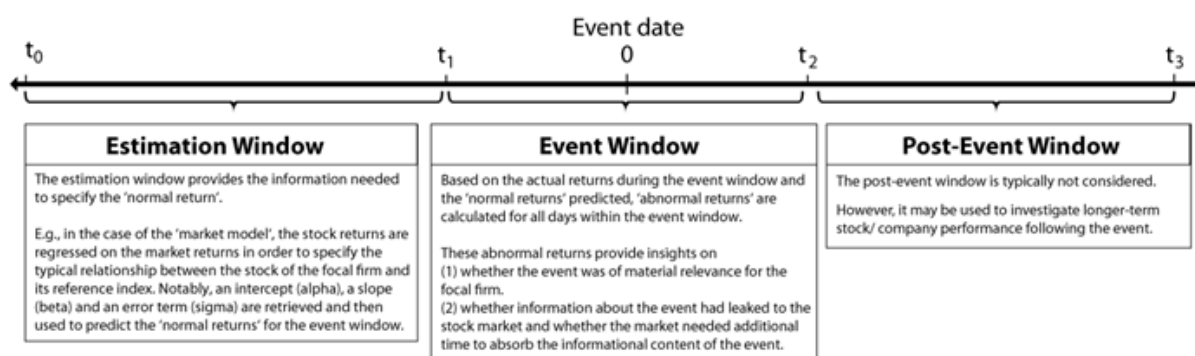 Event date
t0
t1
0
t2
t3
Estimation Window
The estimation window provides the information needed
to specify the 'normal return'.
E.g., in the case of the 'market model', the stock returns are
regressed on the market returns in order to specify the
typical relationship between the stock of the focal firm and
its reference index. Notably, an intercept (alpha), a slope
(beta) and an error term (sigma) are retrieved and then
used to predict the 'normal returns' for the event window.
Event Window
Based on the actual returns during the event window and
the 'normal returns' predicted, 'abnormal returns' are
calculated for all days within the event window.
These abnormal returns provide insights on
(1) whether the event was of material relevance for the
focal firm.
(2) whether information about the event had leaked to the
stock market and whether the market needed additional
time to absorb the informational content of the event.
Post-Event Window
The post-event window is typically not considered.
However, it may be used to investigate longer-term
stock/ company performance following the event.